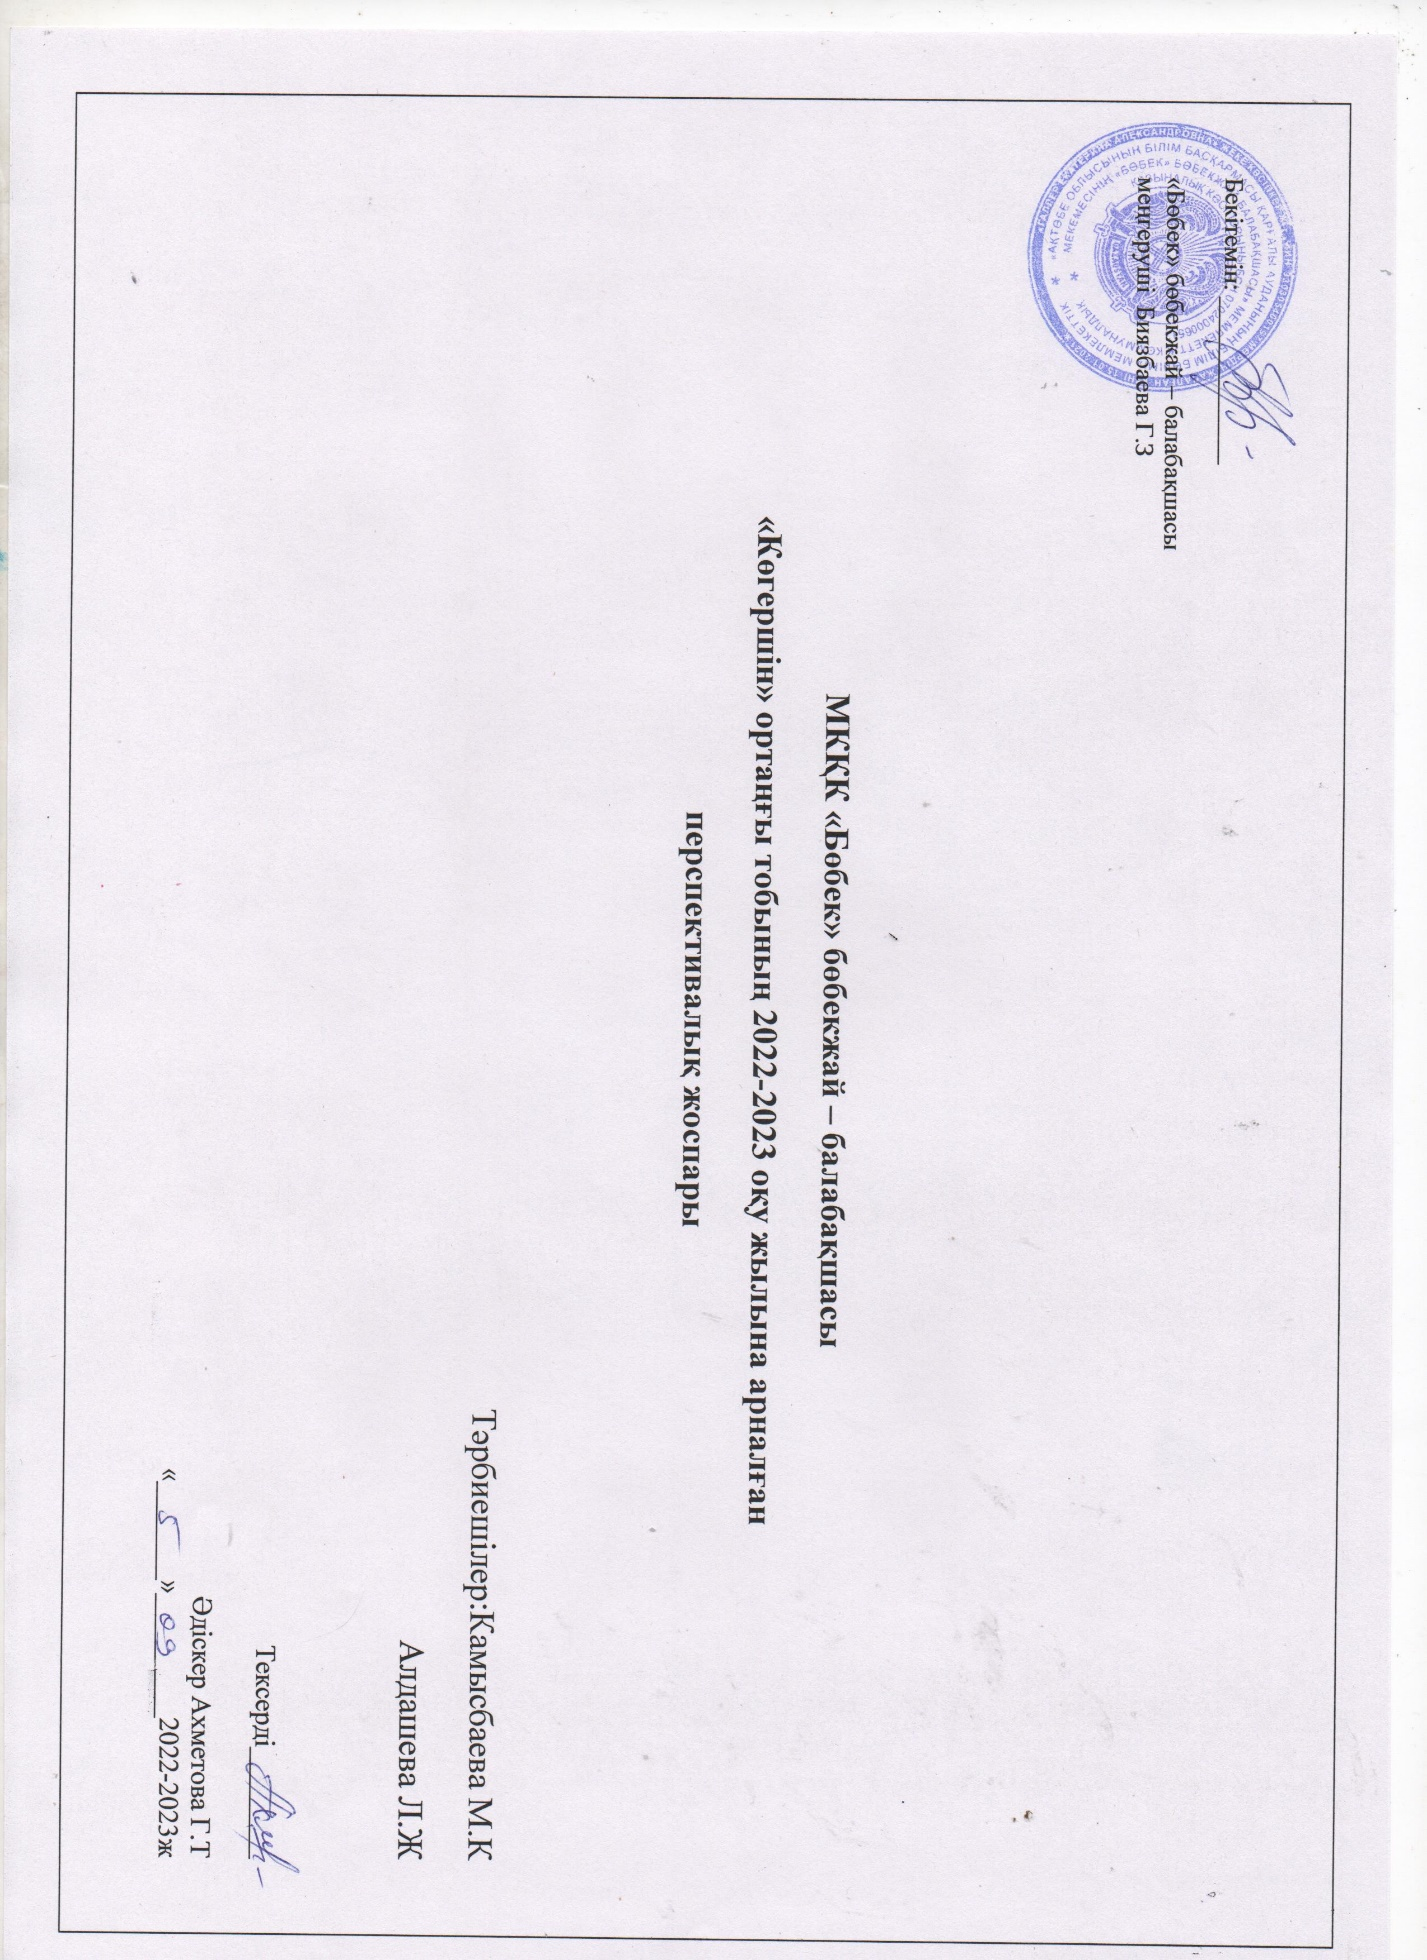 Бекітемін:
«Бөбек» бөбекжай – балабақшасы
меңгеруші Биязбаева Г.З
МКҚК «Бөбек» бөбекжай – балабақшасы
«Көгершін» ортаңғы тобының 2022-2023 оқу жылына арналған
перспективалық жоспары
Тәрбиешілер:Камысбаева М.К
Алдашева Л.Ж
Тексерді
Әдіскер Ахметова Г.Т
« 5 » 09 2022-2023ж